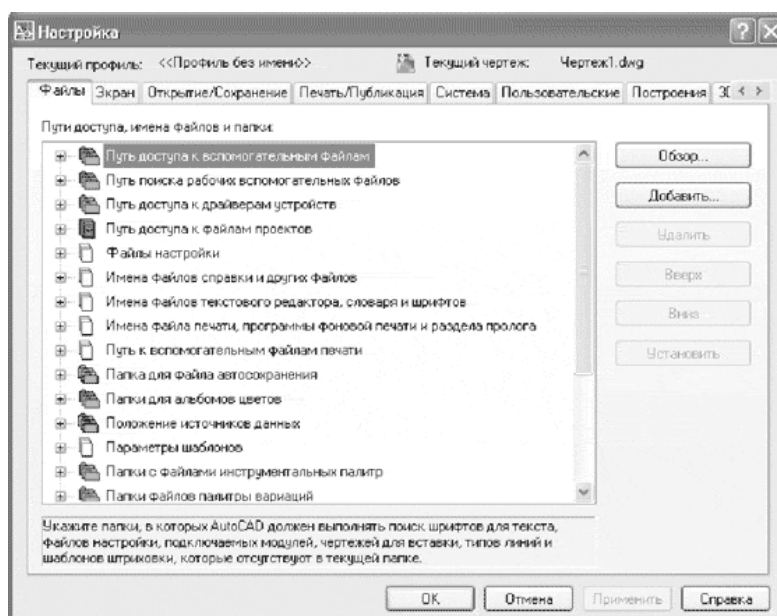 Настройка
Текущий профиль: <<Профиль без имени>> Текущий чертеж: Чертеж1.dwg
Файлы Экран Открытие/Сохранение Печать/Публикация Система Пользовательские Построения 3D
Пути доступа, имена файлов и папки:
Путь доступа к вспомогательным файлам
Путь поиска рабочих вспомогательных файлов
Путь доступа к драйверам устройств
Путь доступа к файлам проектов
Файлы настройки
Имена файлов справки и других файлов
Имена файлов текстового редактора, словаря и шрифтов
Имена файла печати, программы фоновой печати и раздела пролога
Путь к вспомогательным файлам печати
Папка для файла автосохранения
Папки для альбомов цветов
Положение источников данных
Параметры шаблонов
Папки с файлами инструментальных палитр
Папки файлов палитры вариаций
Обзор...
Добавить...
Удалить
Вверх
Вниз
Установить
Укажите папки, в которых AutoCAD должен выполнять поиск шрифтов для текста,
файлов настройки, подключаемых модулей, чертежей для вставки, типов линий и
шаблонов штриховки, которые отсутствуют в текущей папке.
OK Отмена Применить Справка